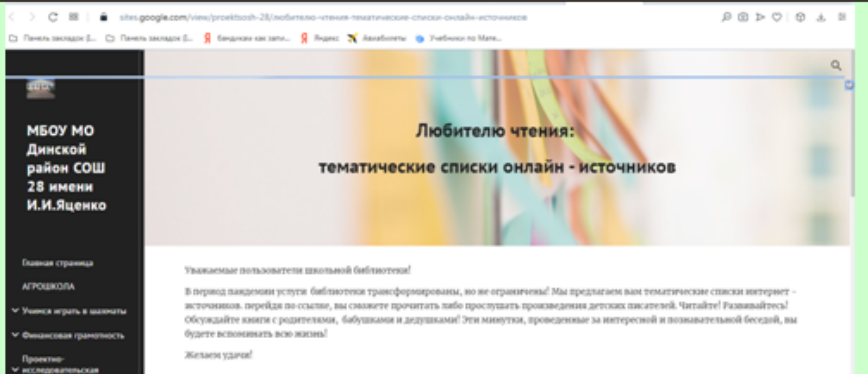 sites.google.com/view/proektsosh-28/любителю-чтения-тематические-списки-онлайн-источников
Панель закладок (L... Панель закладок (L... бандикам как запи... Яндекс Авиабилеты Учебники по Мате...
МБОУ МО
Динской
район СОШ
28 имени
И.И.Яценко
Главная страница
АГРОШКОЛА
Учимся играть в шахматы
Финансовая грамотность
Проектно-
исследовательская
Любителю чтения:
тематические списки онлайн - источников
Уважаемые пользователи школьной библиотеки!
В период пандемии услуги библиотеки трансформированы, но не ограничены! Мы предлагаем вам тематические списки интернет -
источников. перейдя по ссылке, вы сможете прочитать либо прослушать произведения детских писателей. Читайте! Развивайтесь!
Обсуждайте книги с родителями, бабушками и дедушками! Эти минутки, проведенные за интересной и познавательной беседой, вы
будете вспоминать всю жизнь!
Желаем удачи!